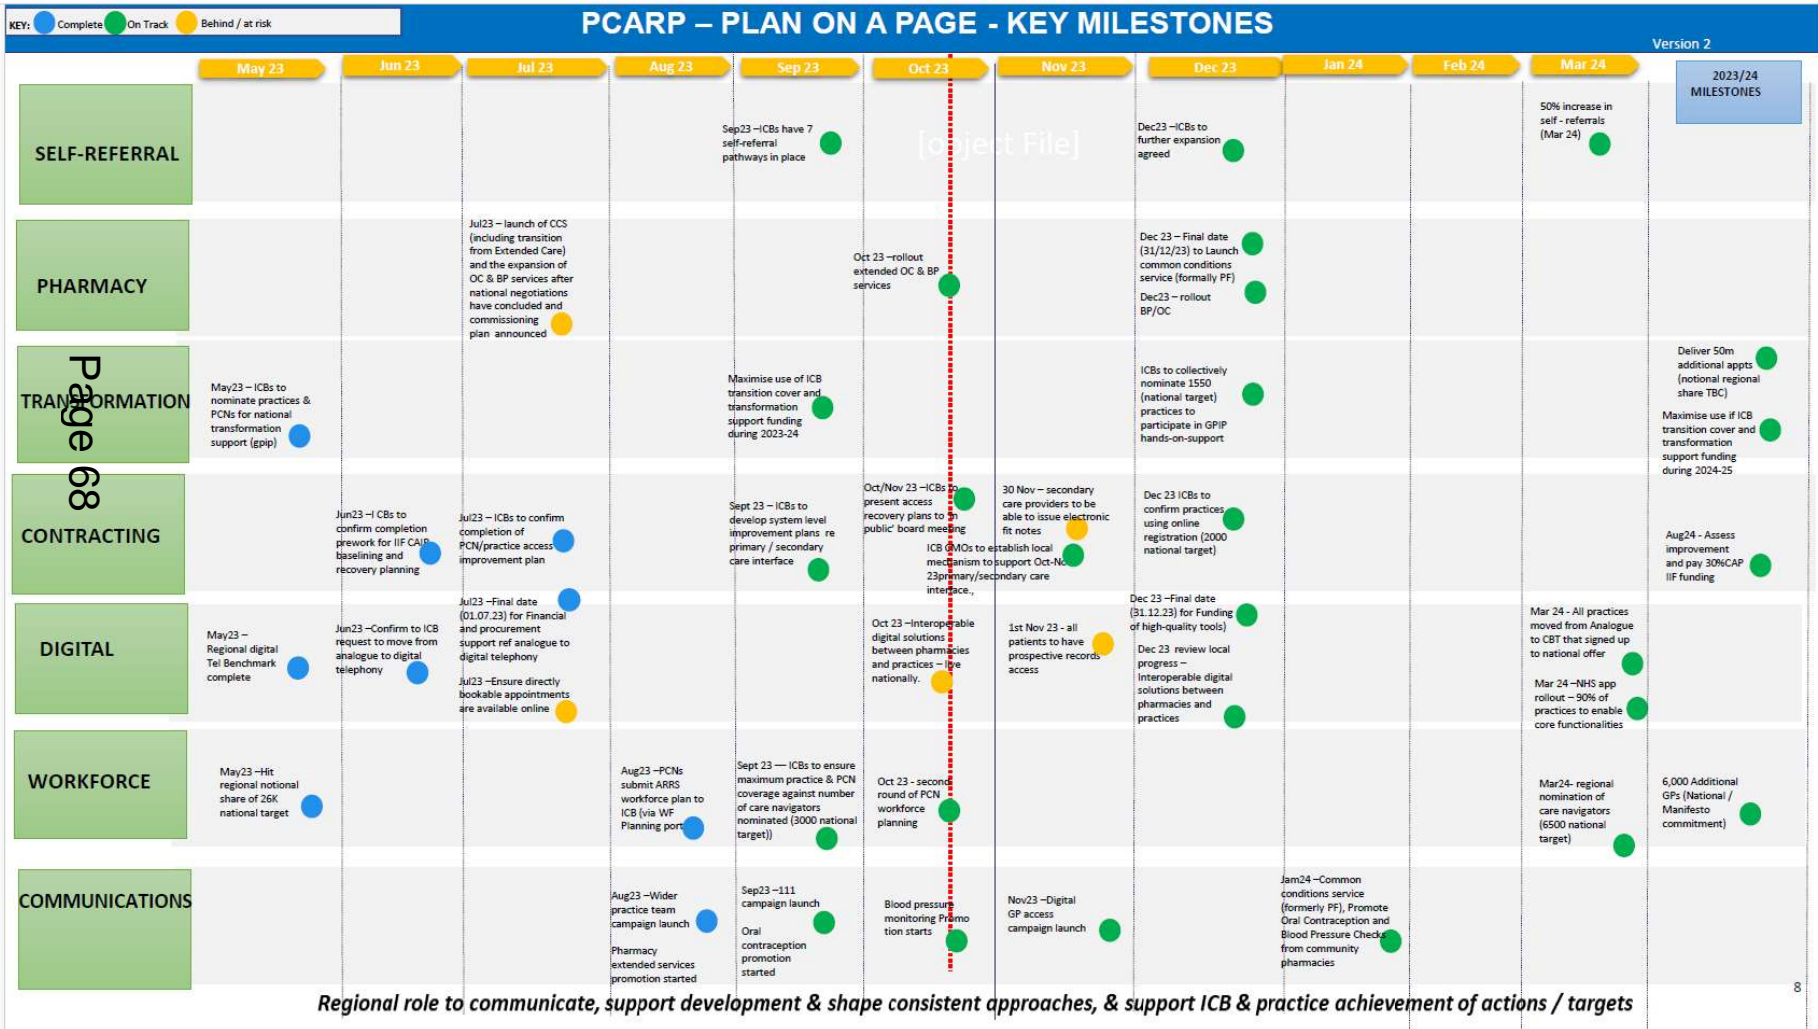 KEY: Complete On Track Behind / at risk
PCARP – PLAN ON A PAGE - KEY MILESTONES
Version 2
May 23
Jun 23
Jul 23
Aug 23
Sep 23
Oct 23
Nov 23
Dec 23
Jan 24
Feb 24
Mar 24
2023/24
MILESTONES
SELF-REFERRAL
Sep23 –ICBs have 7
self-referral
pathways in place
[object File]
Dec23 –ICBs to
further expansion
agreed
50% increase in
self - referrals
(Mar 24)
PHARMACY
Jul23 – launch of CCS
(including transition
from Extended Care)
and the expansion of
OC & BP services after
national negotiations
have concluded and
commissioning
plan announced
Oct 23 –rollout
extended OC & BP
services
Dec 23 – Final date
(31/12/23) to Launch
common conditions
service (formally PF)
Dec23 – rollout
BP/OC
Page 68
TRANSFORMATION
May23 – ICBs to
nominate practices &
PCNs for national
transformation
support (gpip)
Maximise use of ICB
transition cover and
transformation
support funding
during 2023-24
ICBs to collectively
nominate 1550
(national target)
practices to
participate in GPIP
hands-on-support
Deliver 50m
additional appts
(notional regional
share TBC)
Maximise use if ICB
transition cover and
transformation
support funding
during 2024-25
CONTRACTING
Jun23 –I CBs to
confirm completion
prework for IIF CAIP
baselining and
recovery planning
Jul23 – ICBs to confirm
completion of
PCN/practice access
improvement plan
Sept 23 – ICBs to
develop system level
improvement plans re
primary / secondary
care interface
Oct/Nov 23 –ICBs to
present access
recovery plans to 'in
public' board meeting
ICB CMOs to establish local
mechanism to support Oct-Nov
23primary/secondary care
interface.,
30 Nov – secondary
care providers to be
able to issue electronic
fit notes
Dec 23 ICBs to
confirm practices
using online
registration (2000
national target)
Aug24 - Assess
improvement
and pay 30%CAP
IIF funding
DIGITAL
May23 –
Regional digital
Tel Benchmark
complete
Jun23 –Confirm to ICB
request to move from
analogue to digital
telephony
Jul23 –Final date
(01.07.23) for Financial
and procurement
support ref analogue to
digital telephony
Jul23 –Ensure directly
bookable appointments
are available online
Oct 23 –Interoperable
digital solutions
between pharmacies
and practices – live
nationally.
1st Nov 23 - all
patients to have
prospective records
access
Dec 23 –Final date
(31.12.23) for Funding
of high-quality tools)
Dec 23 review local
progress –
Interoperable digital
solutions between
pharmacies and
practices
Mar 24 - All practices
moved from Analogue
to CBT that signed up
to national offer
Mar 24 –NHS app
rollout – 90% of
practices to enable
core functionalities
WORKFORCE
May23 –Hit
regional notional
share of 26K
national target
Aug23 –PCNs
submit ARRS
workforce plan to
ICB (via WF
Planning port
Sept 23 –– ICBs to ensure
maximum practice & PCN
coverage against number
of care navigators
nominated (3000 national
target))
Oct 23 - second
round of PCN
workforce
planning
Mar24- regional
nomination of
care navigators
(6500 national
target)
6,000 Additional
GPs (National /
Manifesto
commitment)
COMMUNICATIONS
Aug23 –Wider
practice team
campaign launch
Pharmacy
extended services
promotion started
Sep23 –111
campaign launch
Oral
contraception
promotion
started
Blood pressure
monitoring Promo
tion starts
Nov23 –Digital
GP access
campaign launch
Jam24 –Common
conditions service
(formerly PF), Promote
Oral Contraception and
Blood Pressure Checks
from community
pharmacies
Regional role to communicate, support development & shape consistent approaches, & support ICB & practice achievement of actions / targets
8